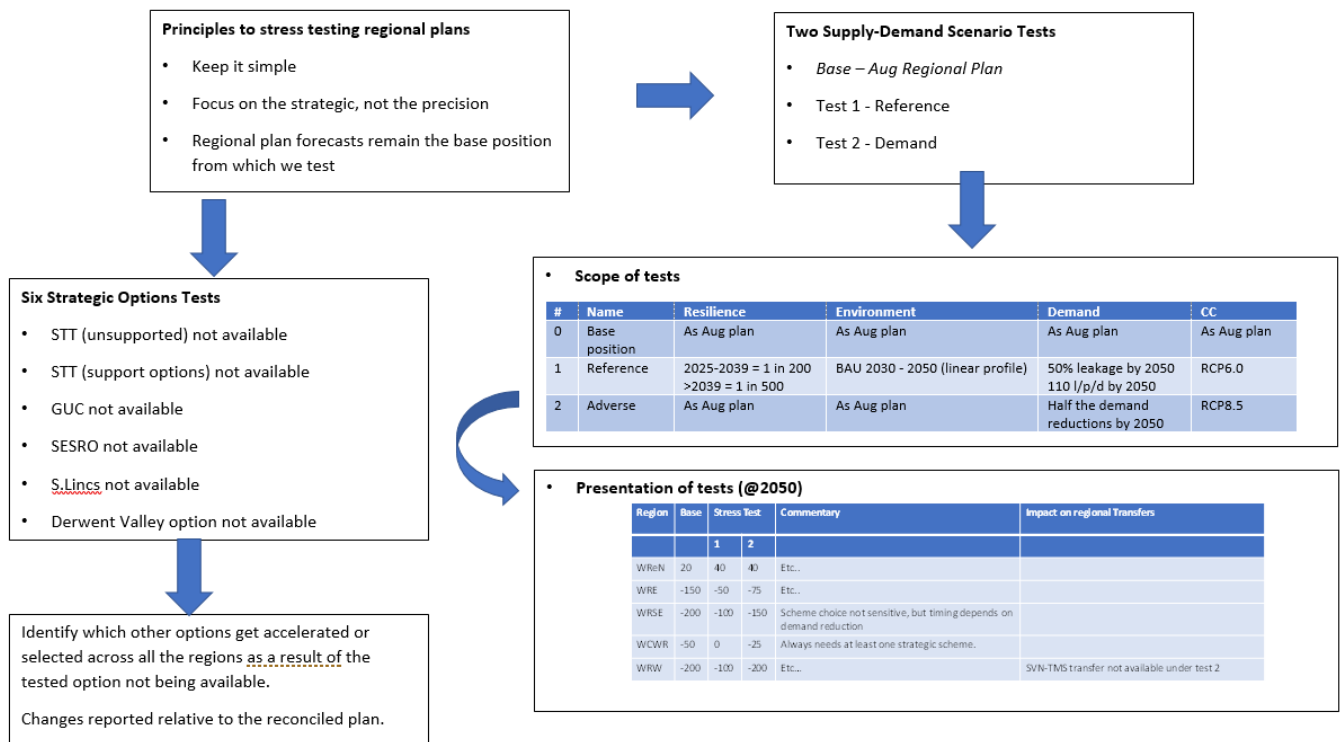 Principles to stress testing regional plans
• Keep it simple
• Focus on the strategic, not the precision
• Regional plan forecasts remain the base position
from which we test
Two Supply-Demand Scenario Tests
• Base – Aug Regional Plan
• Test 1 - Reference
• Test 2 - Demand
Six Strategic Options Tests
• STT (unsupported) not available
• STT (support options) not available
• GUC not available
• SESRO not available
• S.Lincs not available
• Derwent Valley option not available
Identify which other options get accelerated or
selected across all the regions as a result of the
tested option not being available.
Changes reported relative to the reconciled plan.
• Scope of tests
# Name Resilience Environment Demand CC
0 Base As Aug plan As Aug plan As Aug plan As Aug plan
position
1 Reference 2025-2039 = 1 in 200 BAU 2030 - 2050 (linear profile) 50% leakage by 2050 RCP6.0
>2039 = 1 in 500 110 l/p/d by 2050
2 Adverse As Aug plan As Aug plan Half the demand RCP8.5
reductions by 2050
• Presentation of tests (@2050)
Region Base Stress Test Commentary Impact on regional Transfers
1 2
WReN 20 40 40 Etc..
WRE -150 -50 -75 Etc..
WRSE -200 -100 -150 Scheme choice not sensitive, but timing depends on
demand reduction
WCWR -50 0 -25 Always needs at least one strategic scheme.
WRW -200 -100 -200 Etc... SVN-TMS transfer not available under test 2